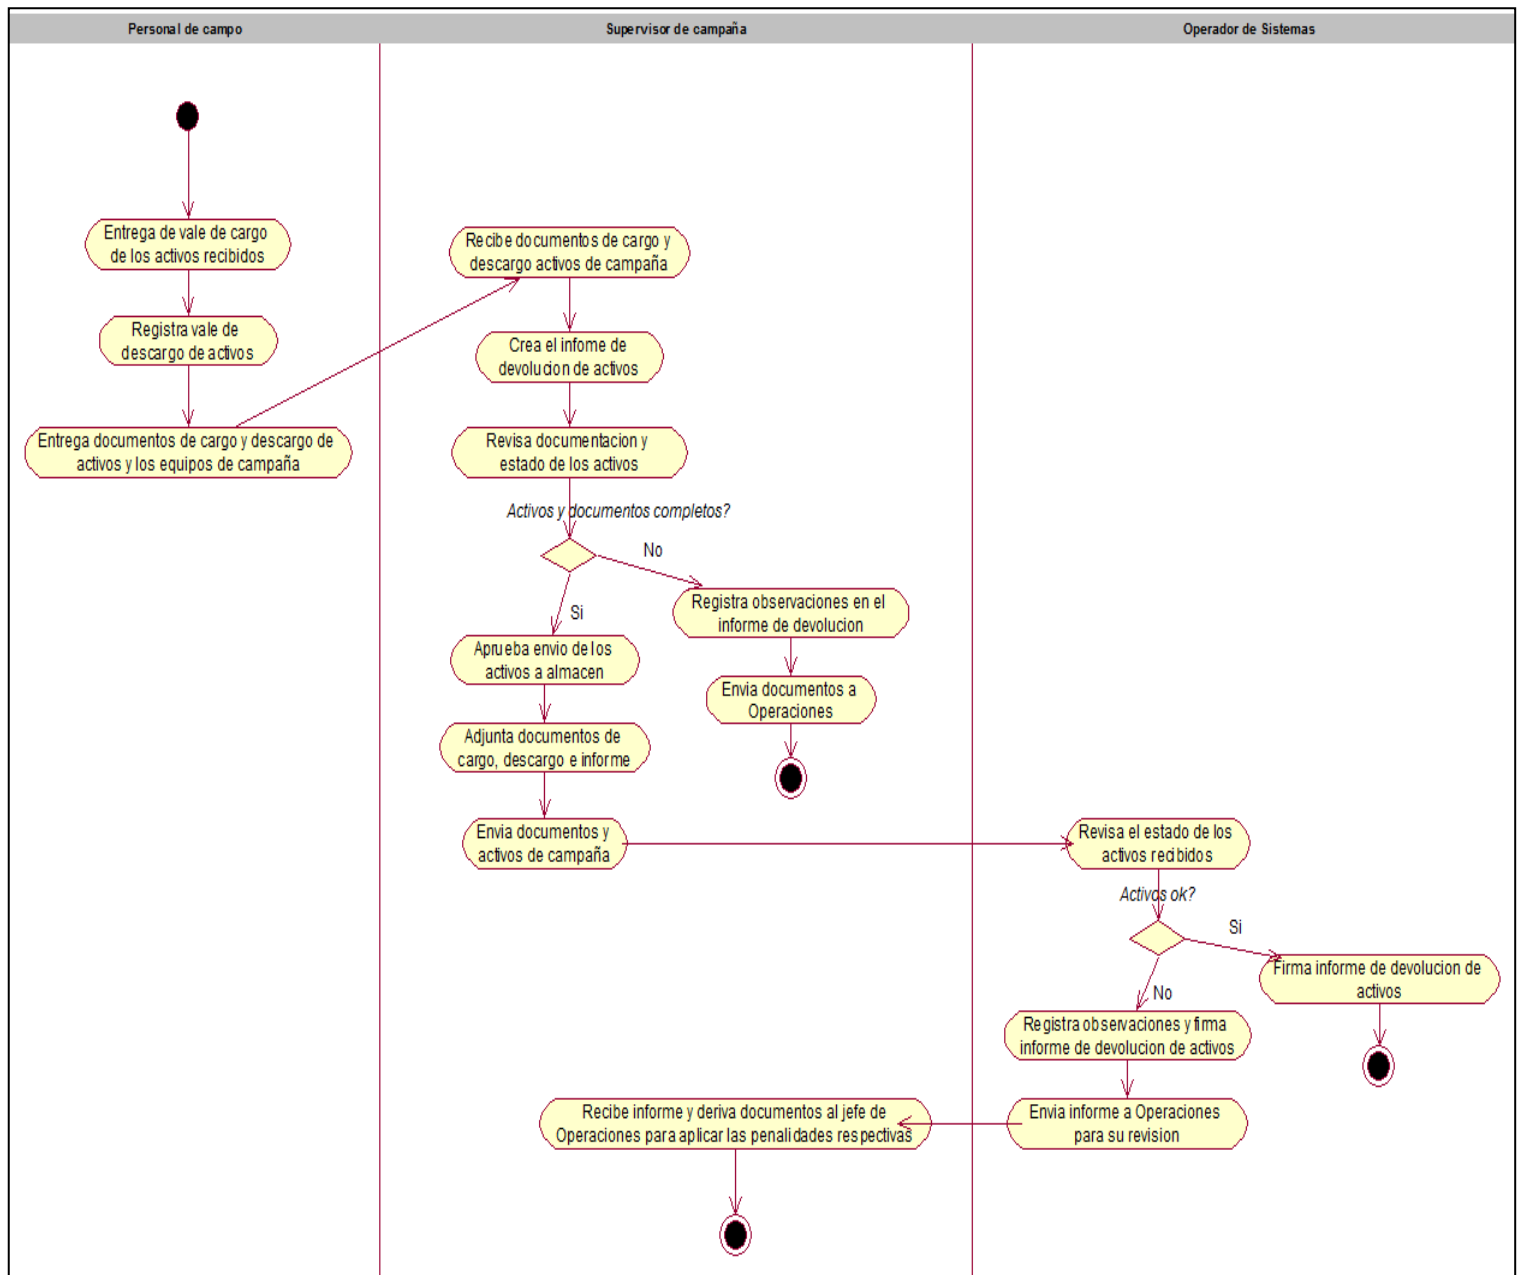 Personal de campo
Supervisor de campaña
Operador de Sistemas
Entrega de vale de cargo
de los activos recibidos
Registra vale de
descargo de activos
Entrega documentos de cargo y descargo de
activos y los equipos de campaña
Recibe documentos de cargo y
descargo activos de campaña
Crea el infome de
devolucion de activos
Revisa documentacion y
estado de los activos
Activos y documentos completos?
No
Si
Registra observaciones en el
informe de devolucion
Aprueba envio de los
activos a almacen
Envia documentos a
Operaciones
Adjunta documentos de
cargo, descargo e informe
Envia documentos y
activos de campaña
Revisa el estado de los
activos recibidos
Activos ok?
Si
No
Firma informe de devolucion de
activos
Registra observaciones y firma
informe de devolucion de activos
Envia informe a Operaciones
para su revision
Recibe informe y deriva documentos al jefe de
Operaciones para aplicar las penalidades respectivas